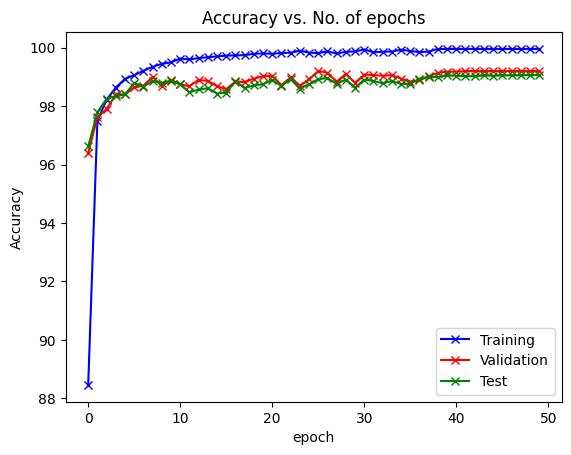 Accuracy vs. No. of epochs
100
98
96
94
92
90
88
Accuracy
0
10
20
30
40
50
epoch
Training
Validation
Test